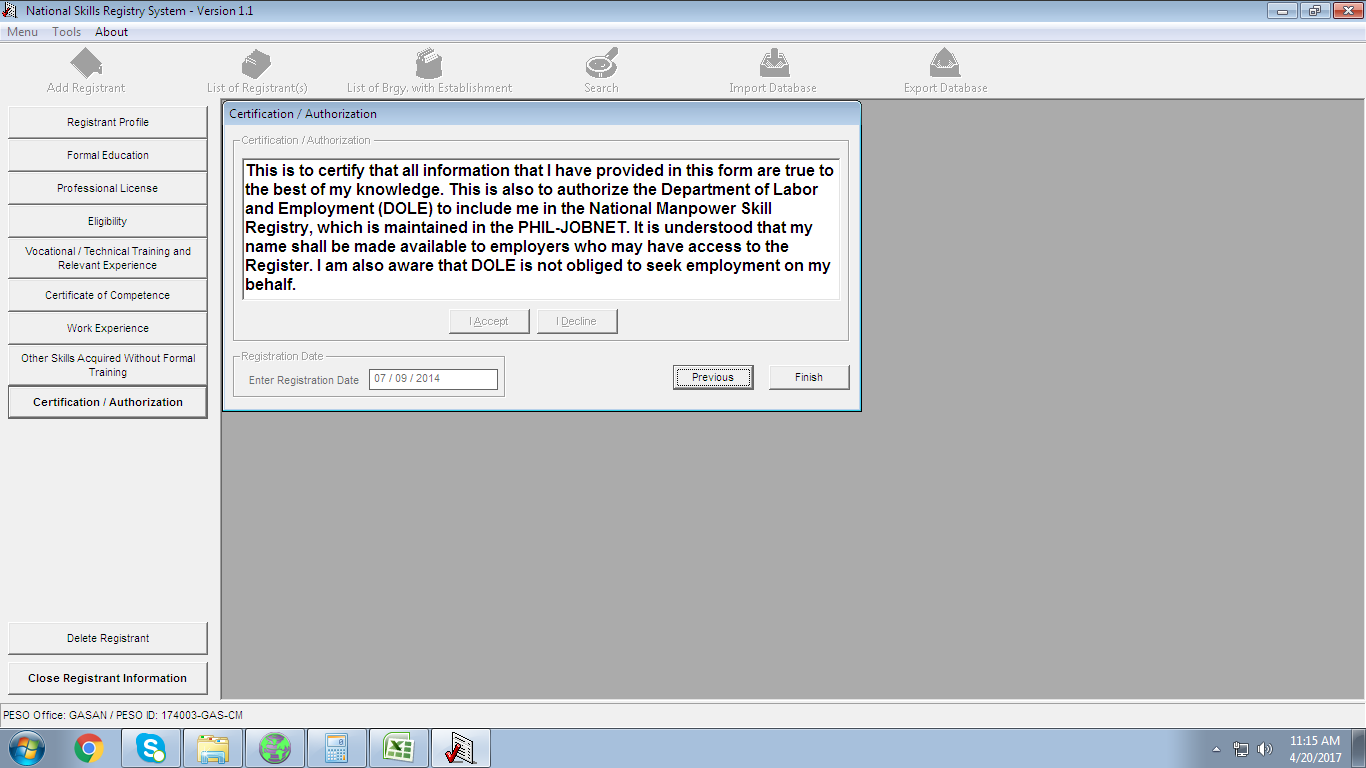 National Skills Registry System - Version 1.1
Menu Tools About
Add Registrant List of Registrant(s) List of Brgy. with Establishment Search Import Database Export Database
Registrant Profile
Formal Education
Professional License
Eligibility
Vocational / Technical Training and
Relevant Experience
Certificate of Competence
Work Experience
Other Skills Acquired Without Formal
Training
Certification / Authorization
Delete Registrant
Close Registrant Information
Certification / Authorization
Certification / Authorization
This is to certify that all information that I have provided in this form are true to
the best of my knowledge. This is also to authorize the Department of Labor
and Employment (DOLE) to include me in the National Manpower Skill
Registry, which is maintained in the PHIL-JOBNET. It is understood that my
name shall be made available to employers who may have access to the
Register. I am also aware that DOLE is not obliged to seek employment on my
behalf.
I Accept I Decline
Registration Date
Enter Registration Date 07 / 09 / 2014
Previous Finish
PESO Office: GASAN / PESO ID: 174003-GAS-CM
11:15 AM
4/20/2017